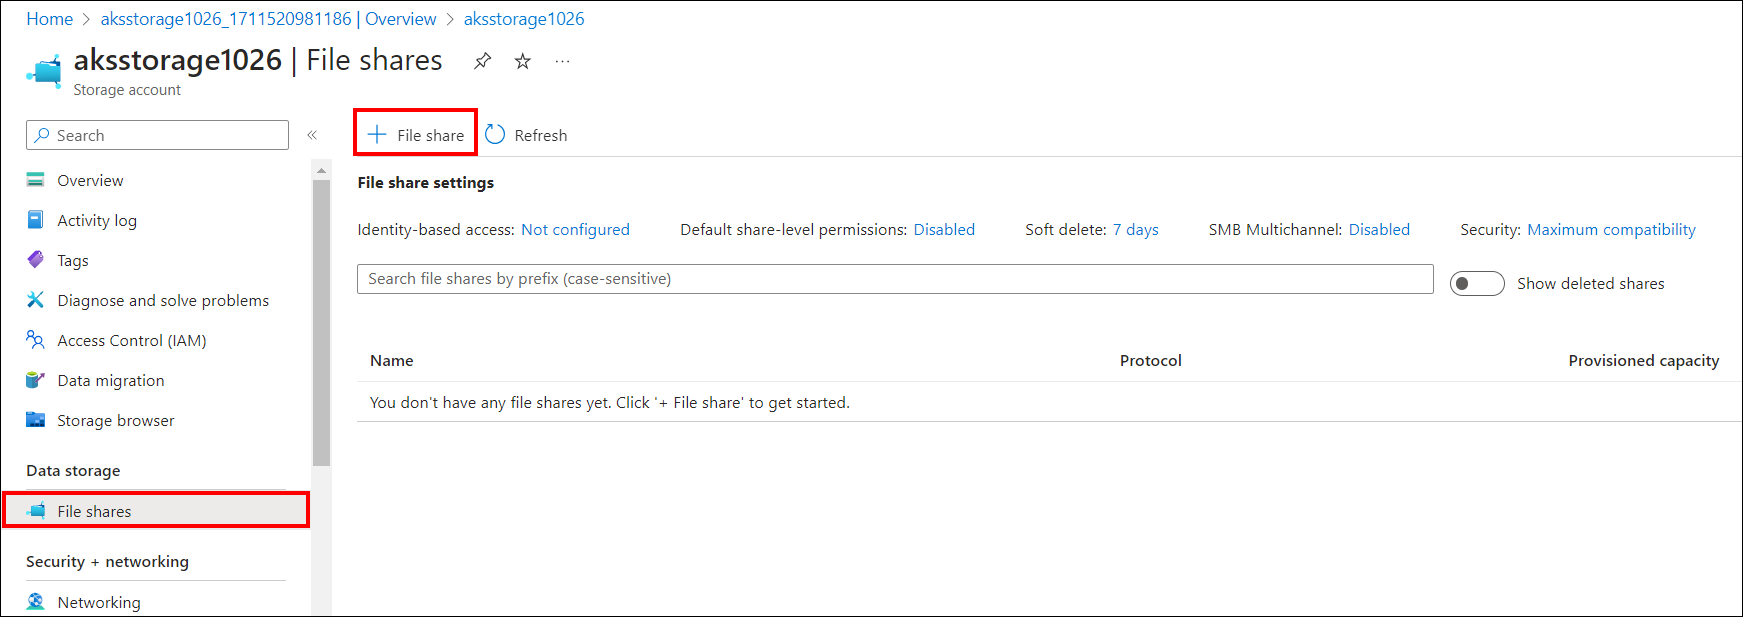 Home > aksstorage1026_1711520981186 | Overview > aksstorage1026
aksstorage1026 | File shares ...
Storage account
Search «
+ File share Refresh
Overview
Activity log
Tags
Diagnose and solve problems
Access Control (IAM)
Data migration
Storage browser
Data storage
File shares
Security + networking
Networking
File share settings
Identity-based access: Not configured Default share-level permissions: Disabled Soft delete: 7 days SMB Multichannel: Disabled Security: Maximum compatibility
Search file shares by prefix (case-sensitive) Show deleted shares
Name Protocol Provisioned capacity
You don't have any file shares yet. Click '+ File share' to get started.